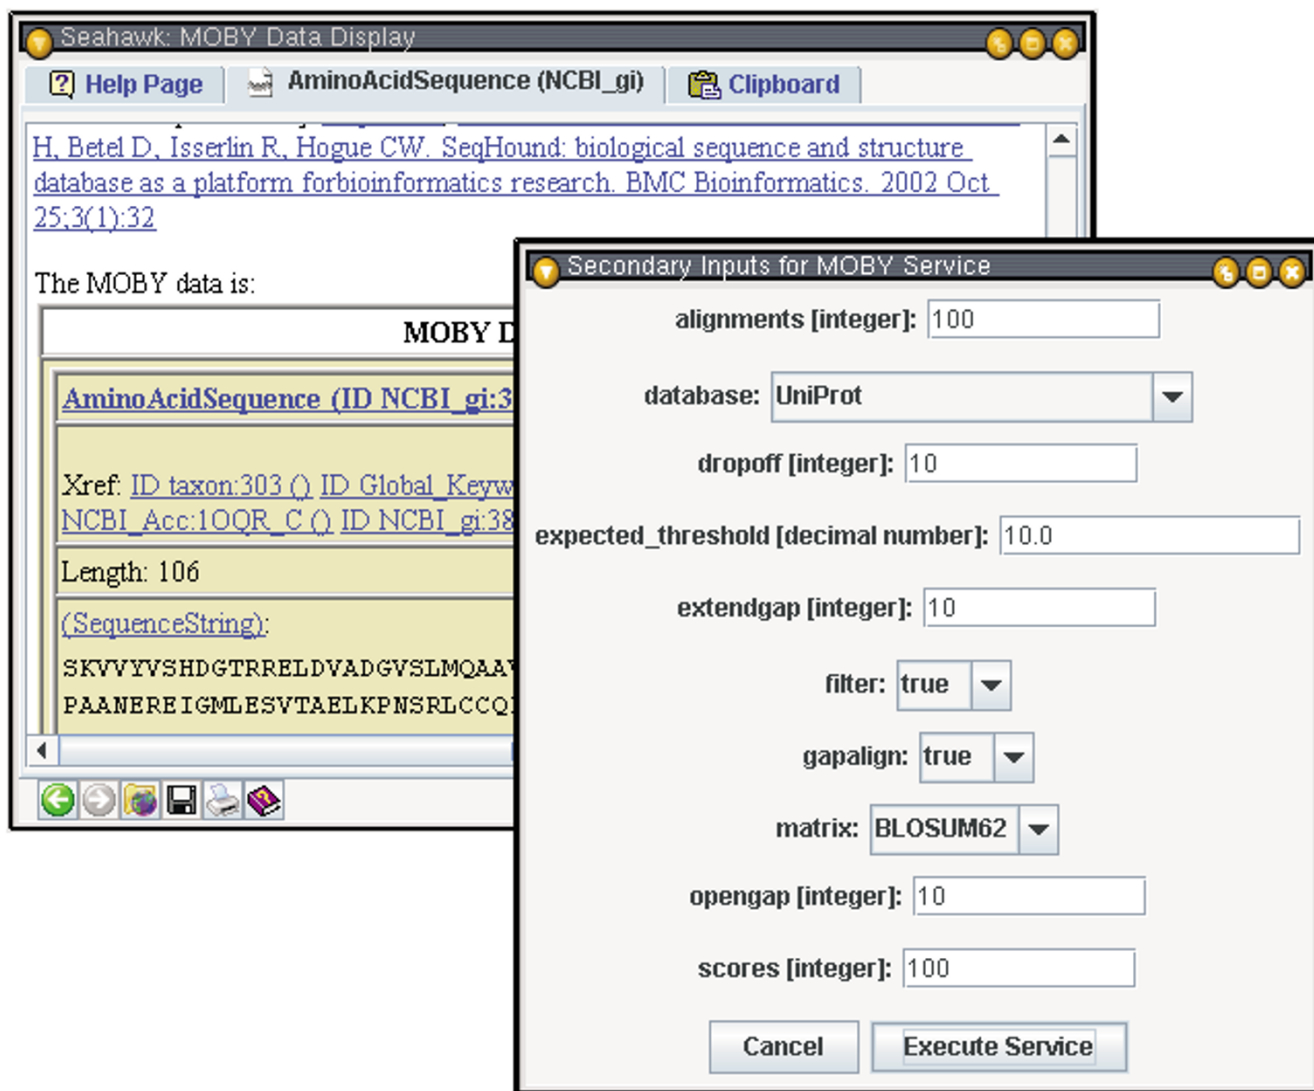 Seahawk: MOBY Data Display
Help Page
AminoAcidSequence (NCBI_gi)
Clipboard
H, Betel D, Isserlin R, Hogue CW. SeqHound: biological sequence and structure
database as a platform forbioinformatics research. BMC Bioinformatics. 2002 Oct
25;3(1):32
The MOBY data is:
MOBY D
AminoAcidSequence (ID NCBI_gi:3
Xref: ID taxon:303 () ID Global_Keyw
NCBI_Acc:1OQR_C () ID NCBI_gi:38
Length: 106
(SequenceString):
SKVVYVSHDGTRRELDVADGVSLMQAAV
PAANEREIGMLESVTAELKPNSRLCCQ
Secondary Inputs for MOBY Service
alignments [integer]: 100
database: UniProt
dropoff [integer]: 10
expected_threshold [decimal number]: 10.0
extendgap [integer]: 10
filter: true
gapalign: true
matrix: BLOSUM62
opengap [integer]: 10
scores [integer]: 100
Cancel
Execute Service